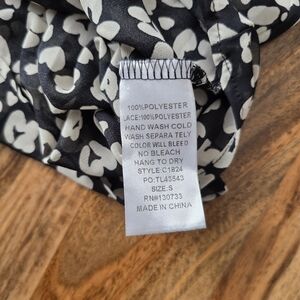 100%POLYESTER
LACE:100%POLYESTER
HAND WASH COLD
WASH SEPARA TELY
COLOR WILL BLEED
NO BLEACH
HANG TO DRY
STYLE:C1824
PO:TL43543
SIZE:S
RN#130733
MADE IN CHINA